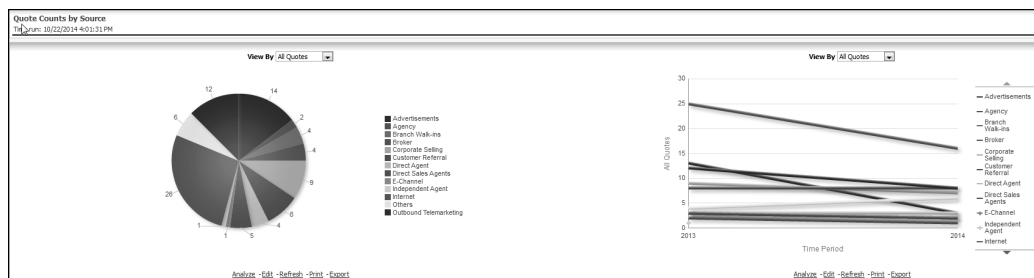 Quote Counts by Source
Time run: 10/22/2014 4:01:31 PM
View By All Quotes
12
14
2
4
4
9
6
4
5
1
1
6
Advertisements
Agency
Branch Walk-ins
Broker
Corporate Selling
Customer Referral
Direct Agent
Direct Sales Agents
E-Channel
Independent Agent
Internet
Others
Outbound Telemarketing
Analyze - Edit - Refresh - Print - Export
View By All Quotes
All Quotes
30
25
20
15
10
5
0
2013
2014
Time Period
Advertisements
Agency
Branch
Walk-ins
Broker
Corporate
Selling
Customer
Referral
Direct Agent
Direct Sales
Agents
E-Channel
Independent
Agent
Internet
Analyze - Edit - Refresh - Print - Export